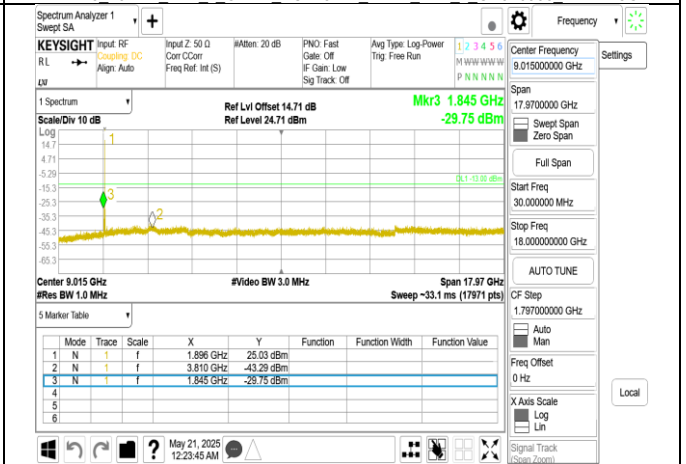 Spectrum Analyzer 1
Swept SA
Frequency
KEYSIGHT
RL
Input: RF
Coupling: DC
Align: Auto
Input Z: 50 Ω
Corr CCorr
Freq Ref: Int (S)
#Atten: 20 dB
PNO: Fast
Gate: Off
IF Gain: Low
Sig Track: Off
Avg Type: Log-Power
Trig: Free Run
1 2 3 4 5 6
M W W W W W
P N N N N N
Center Frequency
9.015000000 GHz
Settings
Span
17.9700000 GHz
Swept Span
Zero Span
Full Span
Start Freq
30.000000 MHz
Stop Freq
18.000000000 GHz
AUTO TUNE
CF Step
1.797000000 GHz
Auto
Man
Freq Offset
0 Hz
X Axis Scale
Log
Lin
Signal Track
(Span Zoom)
Local
1 Spectrum
Scale/Div 10 dB
Ref Lvl Offset 14.71 dB
Ref Level 24.71 dBm
Mkr3 1.845 GHz
-29.75 dBm
Log
14.7
4.71
-5.29
-15.3
-25.3
-35.3
-45.3
-55.3
-65.3
1
3
2
DL1 -13.00 dBm
Center 9.015 GHz
#Res BW 1.0 MHz
#Video BW 3.0 MHz
Span 17.97 GHz
Sweep ~33.1 ms (17971 pts)
5 Marker Table
Mode Trace Scale X Y Function Function Width Function Value
1 N 1 f 1.896 GHz 25.03 dBm
2 N 1 f 3.810 GHz -43.29 dBm
3 N 1 f 1.845 GHz -29.75 dBm
4
5
6
?
May 21, 2025
12:23:45 AM